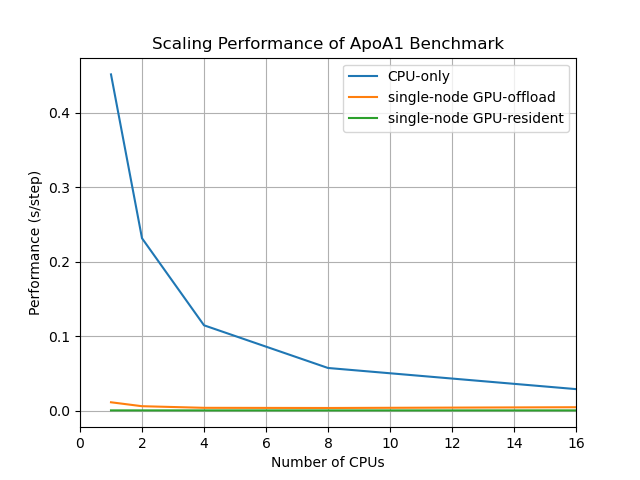 Scaling Performance of ApoA1 Benchmark
CPU-only
single-node GPU-offload
single-node GPU-resident
Performance (s/step)
0.4
0.3
0.2
0.1
0.0
0 2 4 6 8 10 12 14 16
Number of CPUs